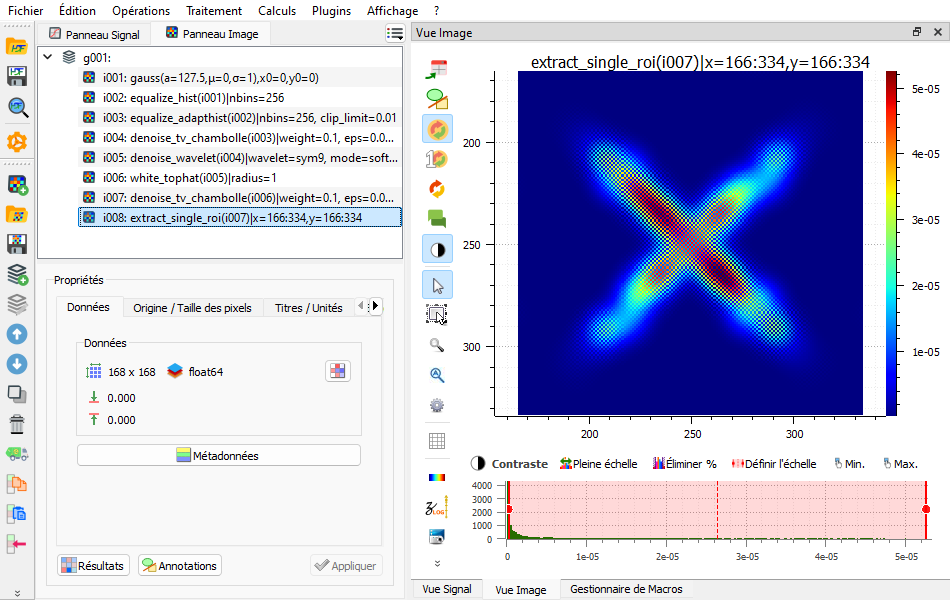 Fichier Édition Opérations Traitement Calculs Plugins Affichage ?
Panneau Signal Panneau Image
g001:
i001: gauss(a=127.5,μ=0,σ=1),x0=0,y0=0)
i002: equalize_hist(i001)|nbins=256
i003: equalize_adapthist(i002)|nbins=256, clip_limit=0.01
i004: denoise_tv_chambolle(i003)|weight=0.1, eps=0.0...
i005: denoise_wavelet(i004)|wavelet=sym9, mode=soft...
i006: white_tophat(i005)|radius=1
i007: denoise_tv_chambolle(i006)|weight=0.1, eps=0.0...
i008: extract_single_roi(i007)|x=166:334,y=166:334
Propriétés
Données Origine / Taille des pixels Titres / Unités
Données
168 x 168 float64
0.000
0.000
Métadonnées
Résultats Annotations Appliquer
Vue Image
extract_single_roi(i007)|x=166:334,y=166:334
200
250
300
200 250 300
5e-05
4e-05
3e-05
2e-05
1e-05
Contraste Pleine échelle Éliminer % Définir l'échelle Min. Max.
4000
3000
2000
1000
0
0 1e-05 2e-05 3e-05 4e-05 5e-05
Vue Signal Vue Image Gestionnaire de Macros